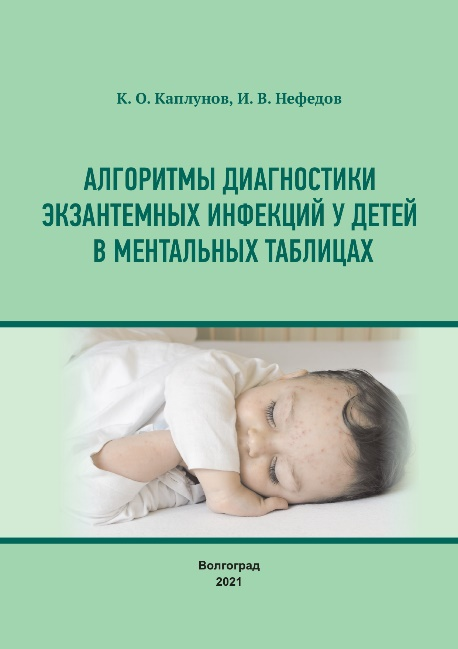 К. О. Каплунов, И. В. Нефедов
АЛГОРИТМЫ ДИАГНОСТИКИ
ЭКЗАНТЕМНЫХ ИНФЕКЦИЙ У ДЕТЕЙ
В МЕНТАЛЬНЫХ ТАБЛИЦАХ
Волгоград
2021